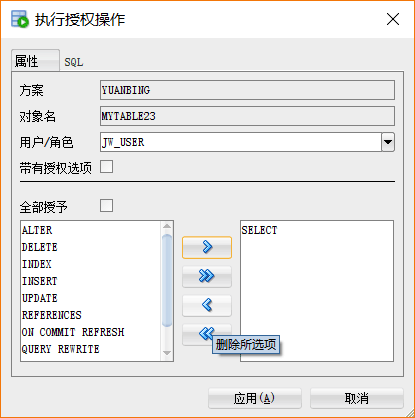 执行授权操作
属性 SQL
方案 YUANBING
对象名 MYTABLE23
用户/角色 JW_USER
带有授权选项
全部授予
ALTER
DELETE
INDEX
INSERT
UPDATE
REFERENCES
ON COMMIT REFRESH
QUERY REWRITE
SELECT
删除所选项
应用(A)
取消